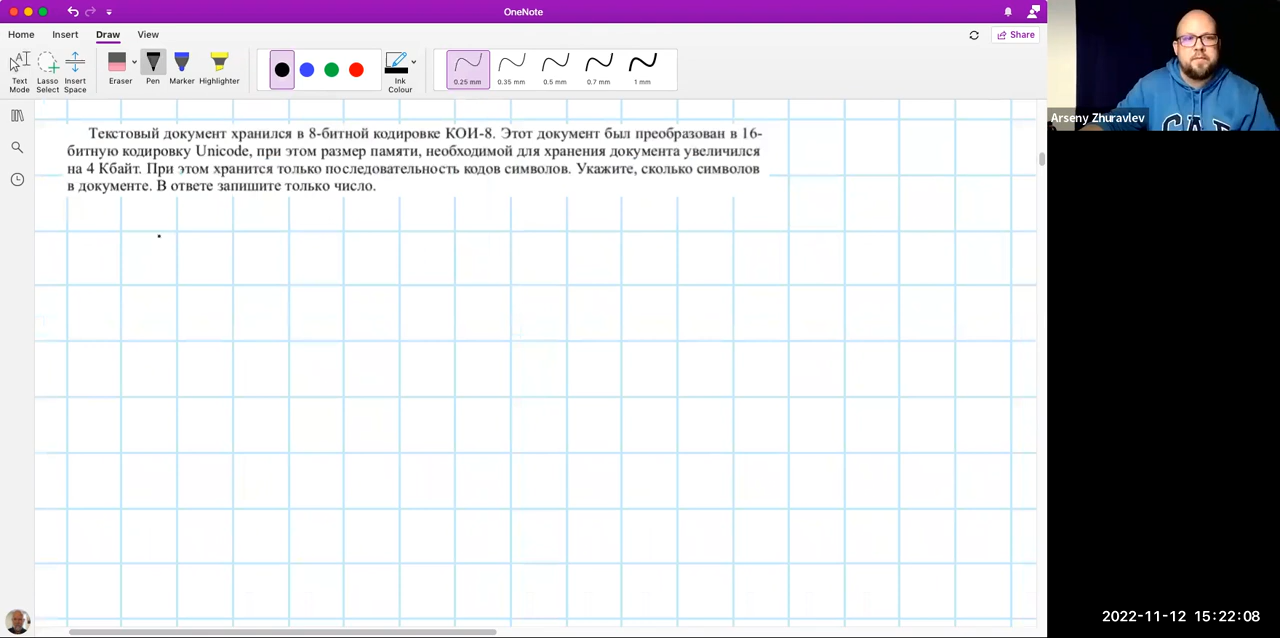 OneNote
Home Insert Draw View
Share
Text Mode
Lasso Select
Insert Space
Eraser
Pen
Marker
Highlighter
Ink Colour
0.25 mm
0.35 mm
0.5 mm
0.7 mm
1 mm
Arseny Zhuravlev
Текстовый документ хранился в 8-битной кодировке КОИ-8. Этот документ был преобразован в 16-
битную кодировку Unicode, при этом размер памяти, необходимой для хранения документа увеличился
на 4 Кбайт. При этом хранится только последовательность кодов символов. Укажите, сколько символов
в документе. В ответе запишите только число.
2022-11-12 15:22:08